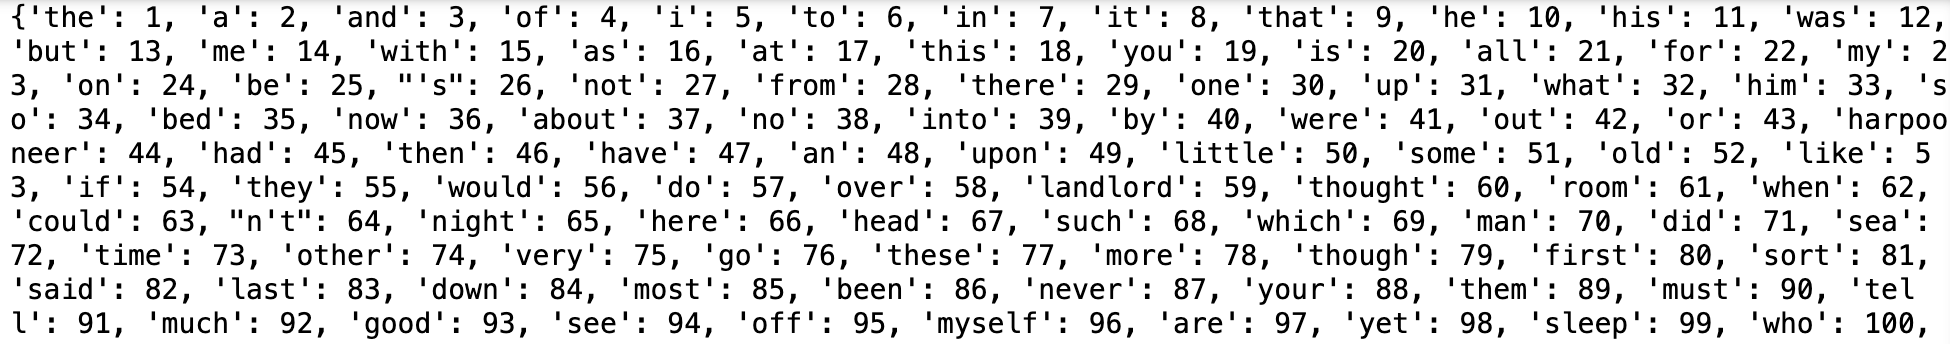 {'the': 1, 'a': 2, 'and': 3, 'of': 4, 'i': 5, 'to': 6, 'in': 7, 'it': 8, 'that': 9, 'he': 10, 'his': 11, 'was': 12,
'but': 13, 'me': 14, 'with': 15, 'as': 16, 'at': 17, 'this': 18, 'you': 19, 'is': 20, 'all': 21, 'for': 22, 'my': 2
3, 'on': 24, 'be': 25, "'s": 26, 'not': 27, 'from': 28, 'there': 29, 'one': 30, 'up': 31, 'what': 32, 'him': 33, 's
o': 34, 'bed': 35, 'now': 36, 'about': 37, 'no': 38, 'into': 39, 'by': 40, 'were': 41, 'out': 42, 'or': 43, 'harpoo
neer': 44, 'had': 45, 'then': 46, 'have': 47, 'an': 48, 'upon': 49, 'little': 50, 'some': 51, 'old': 52, 'like': 5
3, 'if': 54, 'they': 55, 'would': 56, 'do': 57, 'over': 58, 'landlord': 59, 'thought': 60, 'room': 61, 'when': 62,
'could': 63, "n't": 64, 'night': 65, 'here': 66, 'head': 67, 'such': 68, 'which': 69, 'man': 70, 'did': 71, 'sea':
72, 'time': 73, 'other': 74, 'very': 75, 'go': 76, 'these': 77, 'more': 78, 'though': 79, 'first': 80, 'sort': 81,
'said': 82, 'last': 83, 'down': 84, 'most': 85, 'been': 86, 'never': 87, 'your': 88, 'them': 89, 'must': 90, 'tel
l': 91, 'much': 92, 'good': 93, 'see': 94, 'off': 95, 'myself': 96, 'are': 97, 'yet': 98, 'sleep': 99, 'who': 100,